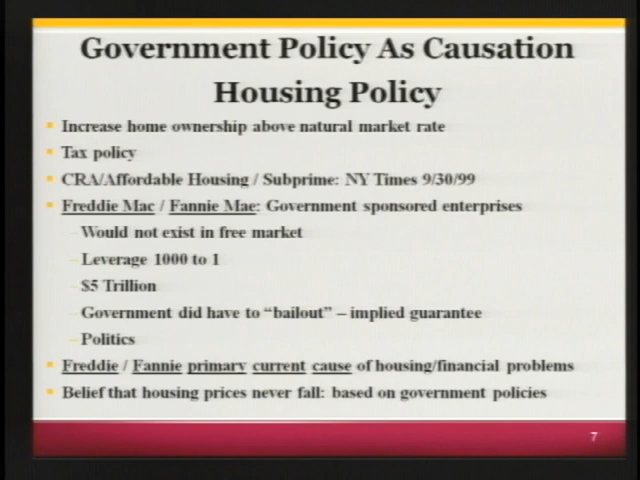 Government Policy As Causation
Housing Policy
Increase home ownership above natural market rate
Tax policy
CRA/Affordable Housing / Subprime: NY Times 9/30/99
Freddie Mac / Fannie Mae: Government sponsored enterprises
Would not exist in free market
Leverage 1000 to 1
$5 Trillion
Government did have to “bailout” – implied guarantee
Politics
Freddie / Fannie primary current cause of housing/financial problems
Belief that housing prices never fall: based on government policies
7